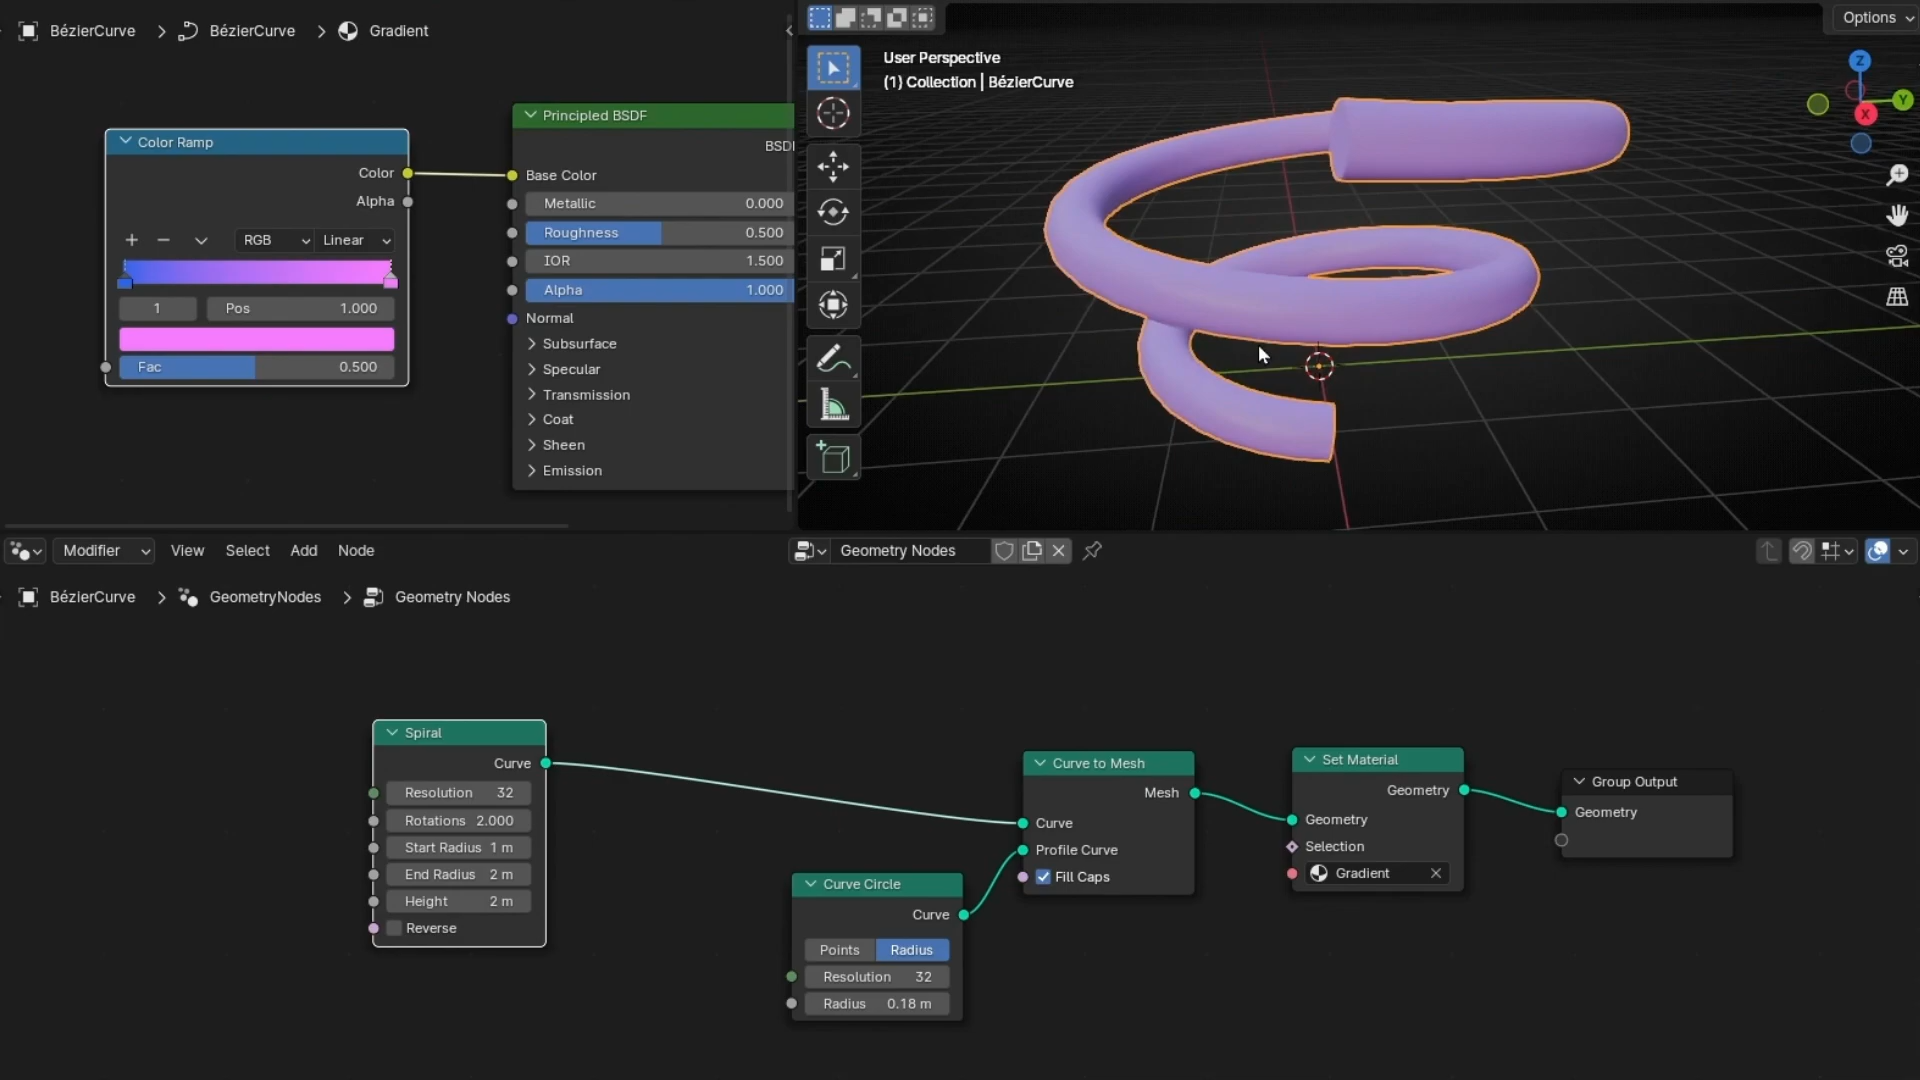 BézierCurve > BézierCurve > Gradient
Color Ramp
Color
Alpha
RGB Linear
1 Pos 1.000
Fac 0.500
Principled BSDF
BSD
Base Color
Metallic 0.000
Roughness 0.500
IOR 1.500
Alpha 1.000
Normal
> Subsurface
> Specular
> Transmission
> Coat
> Sheen
> Emission
Options
User Perspective
(1) Collection | BézierCurve
Z
Y
X
Modifier View Select Add Node
Geometry Nodes
BézierCurve > GeometryNodes > Geometry Nodes
Spiral
Curve
Resolution 32
Rotations 2.000
Start Radius 1 m
End Radius 2 m
Height 2 m
Reverse
Curve Circle
Curve
Points Radius
Resolution 32
Radius 0.18 m
Curve to Mesh
Mesh
Curve
Profile Curve
Fill Caps
Set Material
Geometry
Geometry
Selection
Gradient
Group Output
Geometry